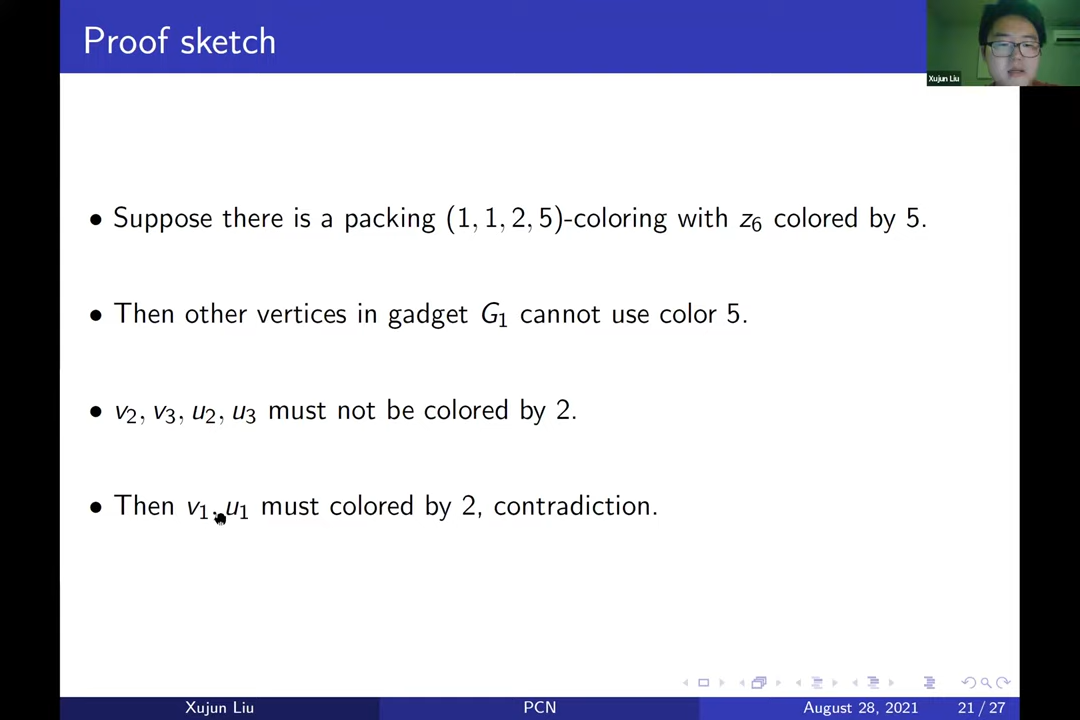 Proof sketch
Xujun Liu
• Suppose there is a packing (1, 1, 2, 5)-coloring with z₆ colored by 5.
• Then other vertices in gadget G₁ cannot use color 5.
• v₂, v₃, u₂, u₃ must not be colored by 2.
• Then v₁, u₁ must colored by 2, contradiction.
Xujun Liu PCN August 28, 2021 21 / 27